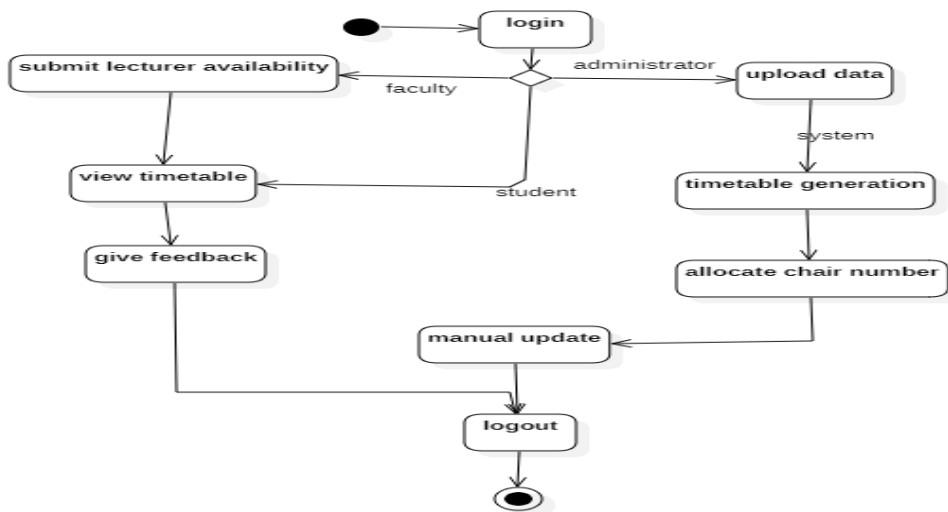 login
submit lecturer availability
faculty
administrator
upload data
system
view timetable
student
timetable generation
give feedback
allocate chair number
manual update
logout